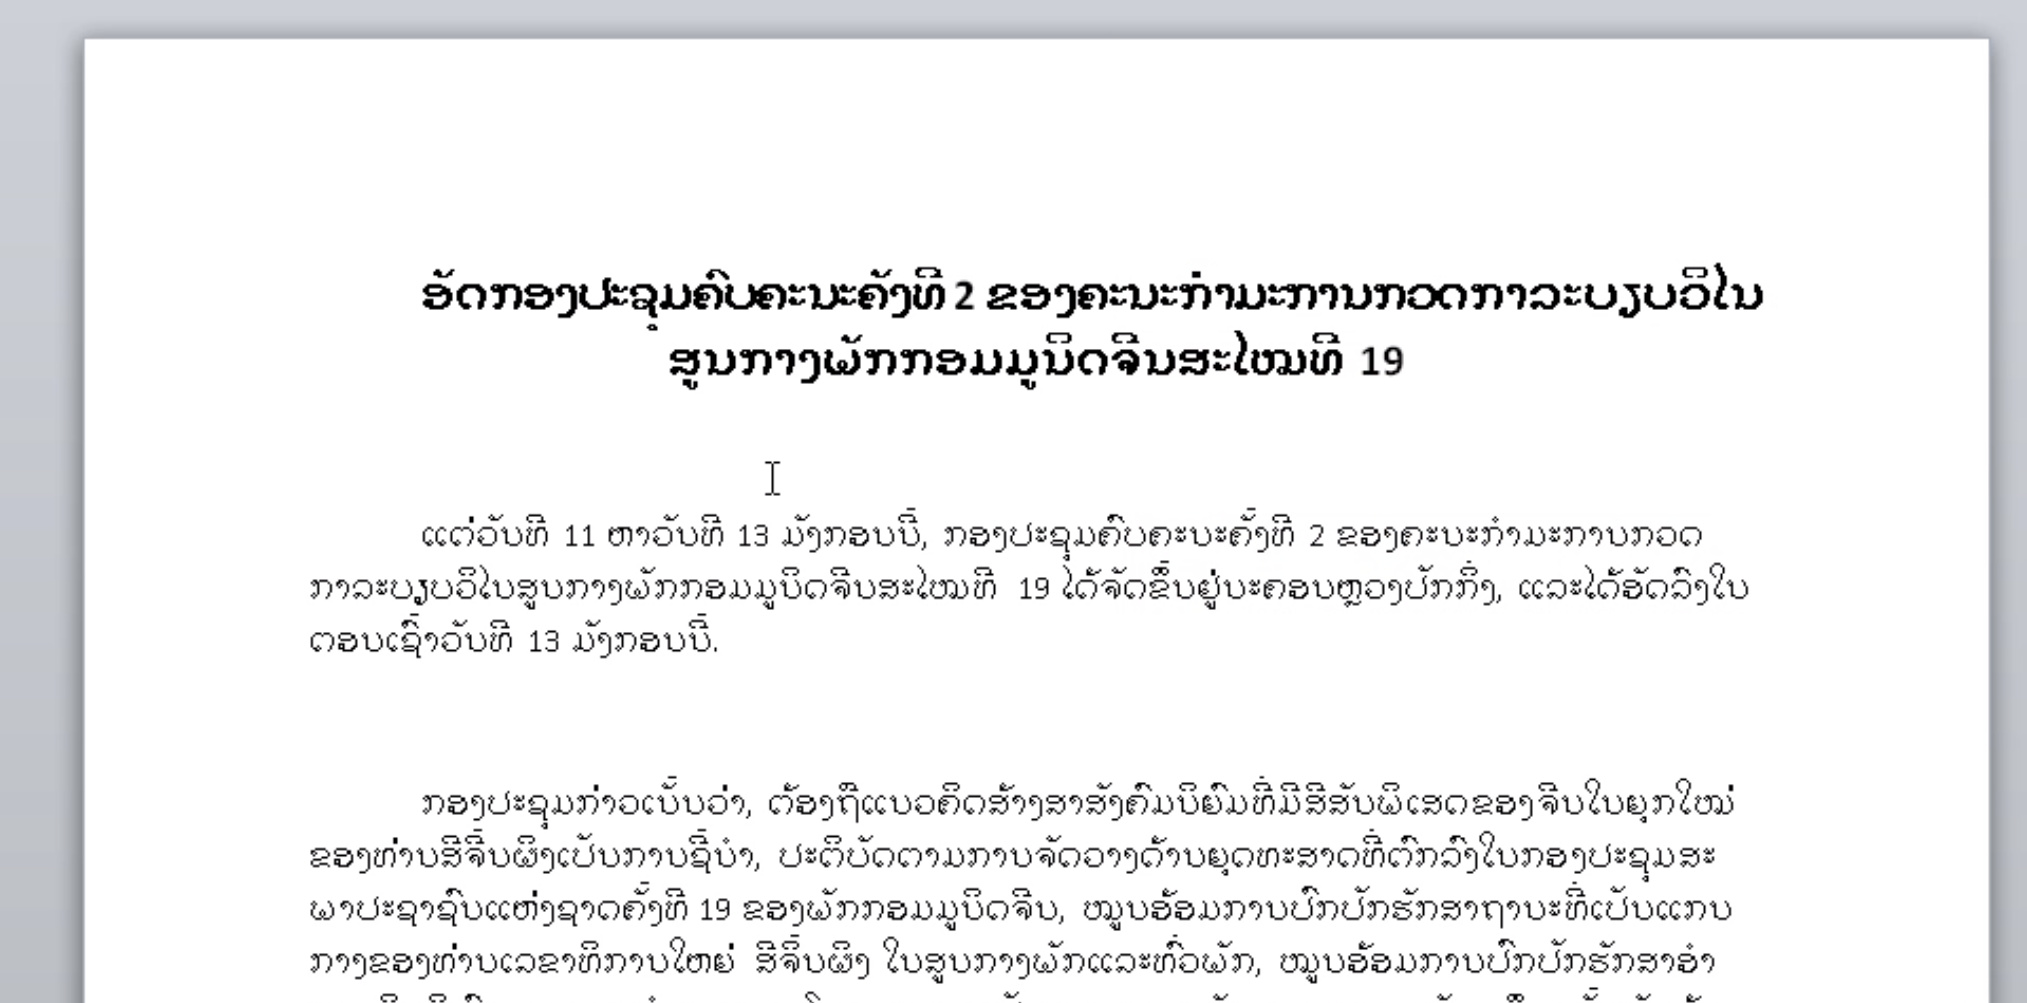 ອັດກອງປະຊຸມຄົບຄະນະຄັ້ງທີ 2 ຂອງຄະນະກຳມະການກວດກາລະບຽບວິໄນ
ສູນກາງພັກກອມມູນິດຈີນສະໄໝທີ 19
ແຕ່ວັນທີ 11 ຫາວັນທີ 13 ມັງກອນນີ້, ກອງປະຊຸມຄົບຄະນະຄັ້ງທີ 2 ຂອງຄະນະກຳມະການກວດ
ກາລະບຽບວິໄນສູນກາງພັກກອມມູນິດຈີນສະໄໝທີ 19 ໄດ້ຈັດຂຶ້ນຢູ່ນະຄອນຫຼວງປັກກິ່ງ, ແລະໄດ້ອັດລົງໃນ
ຕອນເຊົ້າວັນທີ 13 ມັງກອນນີ້.
ກອງປະຊຸມກ່າວເນັ້ນວ່າ, ຕ້ອງຖືແນວຄິດສ້າງສາສັງຄົມນິຍົມທີ່ມີສີສັນພິເສດຂອງຈີນໃນຍຸກໃໝ່
ຂອງທ່ານສີຈິ້ນຜິງເປັນການຊີ້ນຳ, ປະຕິບັດຕາມການຈັດວາງດ້ານຍຸດທະສາດທີ່ຕົກລົງໃນກອງປະຊຸມສະ
ພາປະຊາຊົນແຫ່ງຊາດຄັ້ງທີ 19 ຂອງພັກກອມມູນິດຈີນ, ໝູນອ້ອມການປົກປັກຮັກສາຖານະທີ່ເປັນແກນ
ກາງຂອງທ່ານເລຂາທິການໃຫຍ່ ສີຈິ້ນຜິງ ໃນສູນກາງພັກແລະທົ່ວພັກ, ໝູນອ້ອມການປົກປັກຮັກສາອຳ